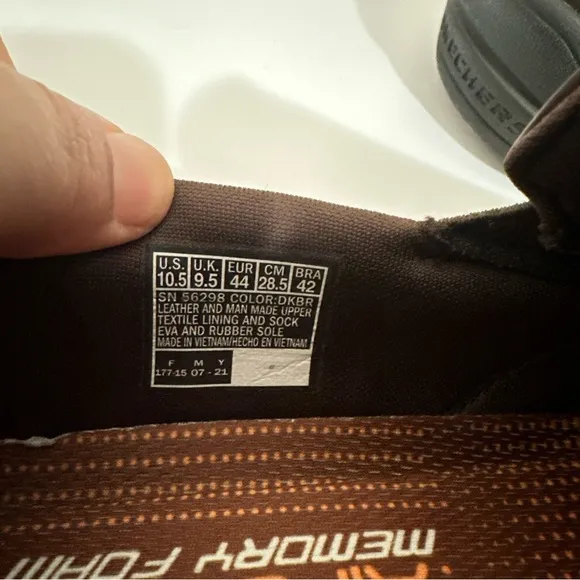 U.S. U.K. EUR CM BRA
10.5 9.5 44 28.5 42
SN 56298 COLOR:DKBR
LEATHER AND MAN MADE UPPER
TEXTILE LINING AND SOCK
EVA AND RUBBER SOLE
MADE IN VIETNAM/HECHO EN VIETNAM
F M Y
177-15 07 - 21
MEMORY FOAM